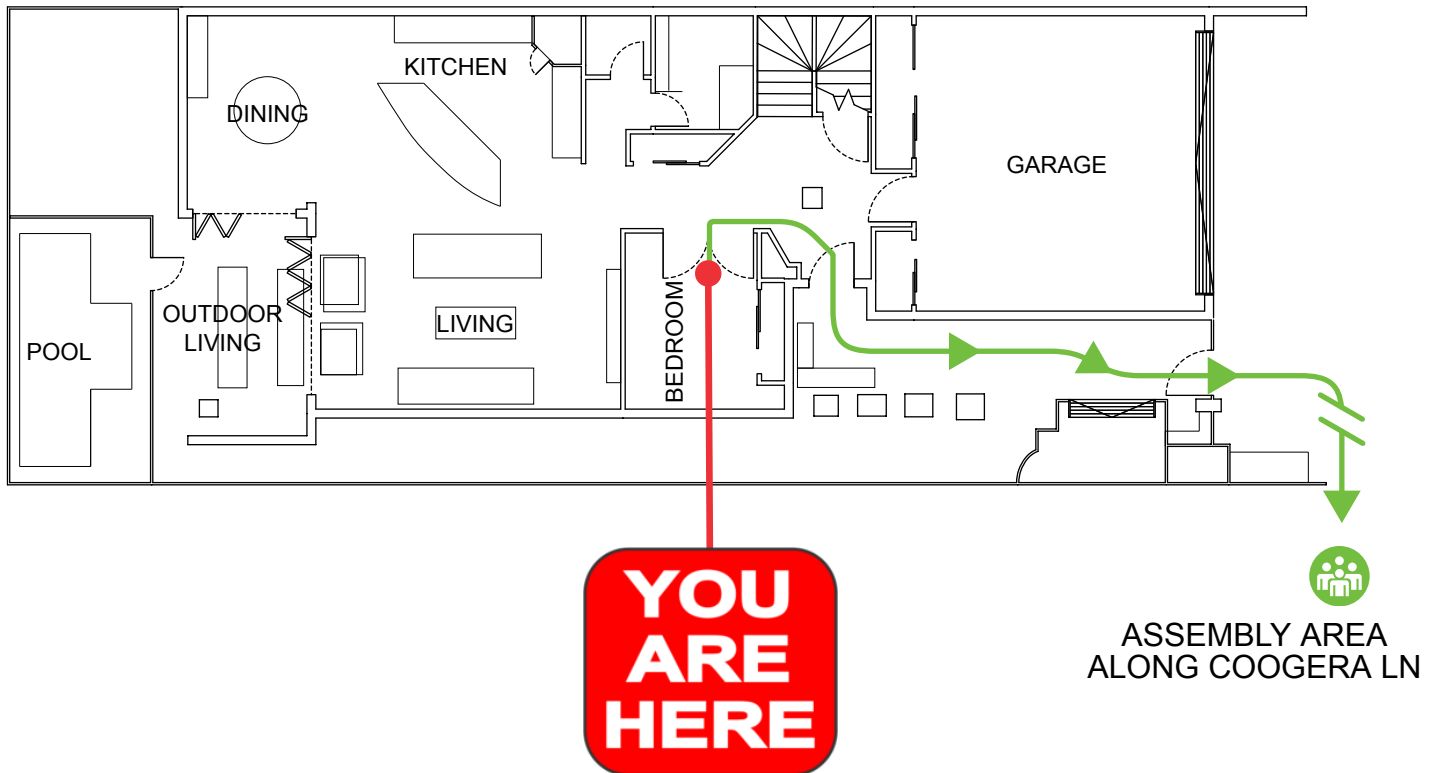 KITCHEN
DINING
GARAGE
OUTDOOR
LIVING
LIVING
POOL
BEDROOM
YOU
ARE
HERE
ASSEMBLY AREA
ALONG COOGERA LN